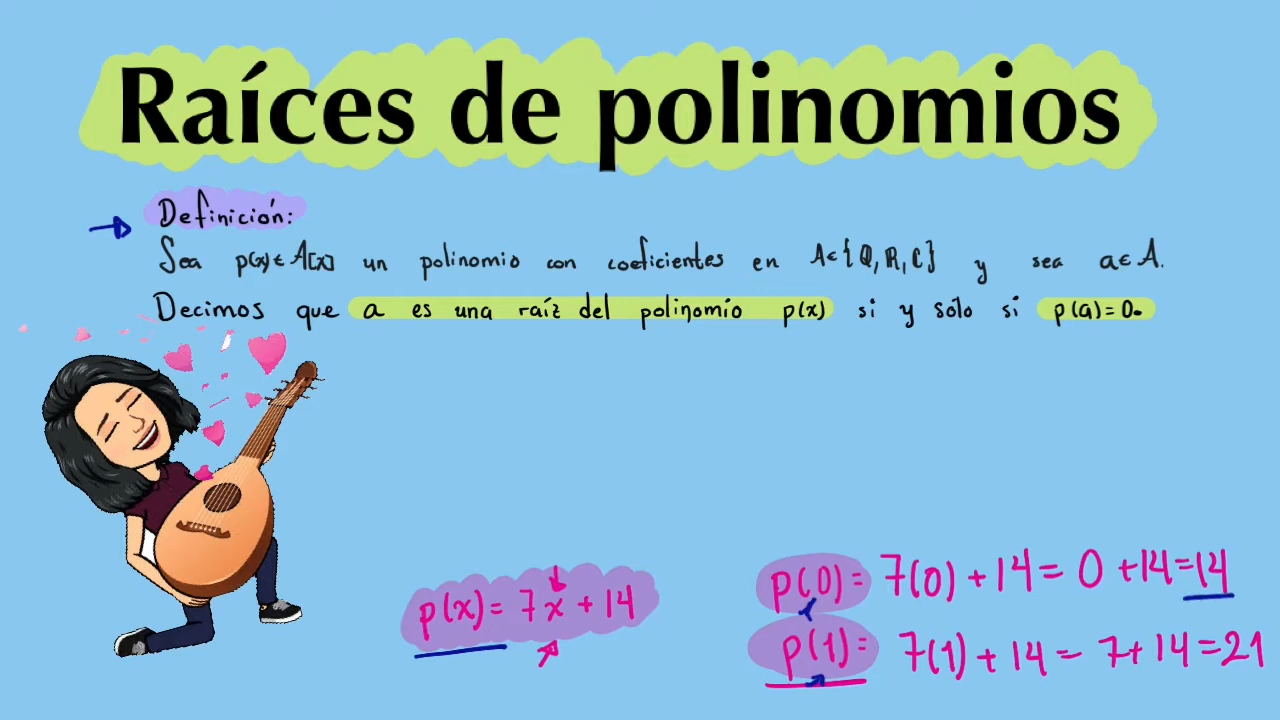 Raíces de polinomios
Definición:
Sea p(x) ∈ A[x] un polinomio con coeficientes en A ∈ {Q, R, C} y sea a ∈ A.
Decimos que a es una raíz del polinomio p(x) si y sólo si p(a) = 0.
p(x) = 7x + 14
p(0) = 7(0) + 14 = 0 + 14 = 14
p(1) = 7(1) + 14 = 7 + 14 = 21